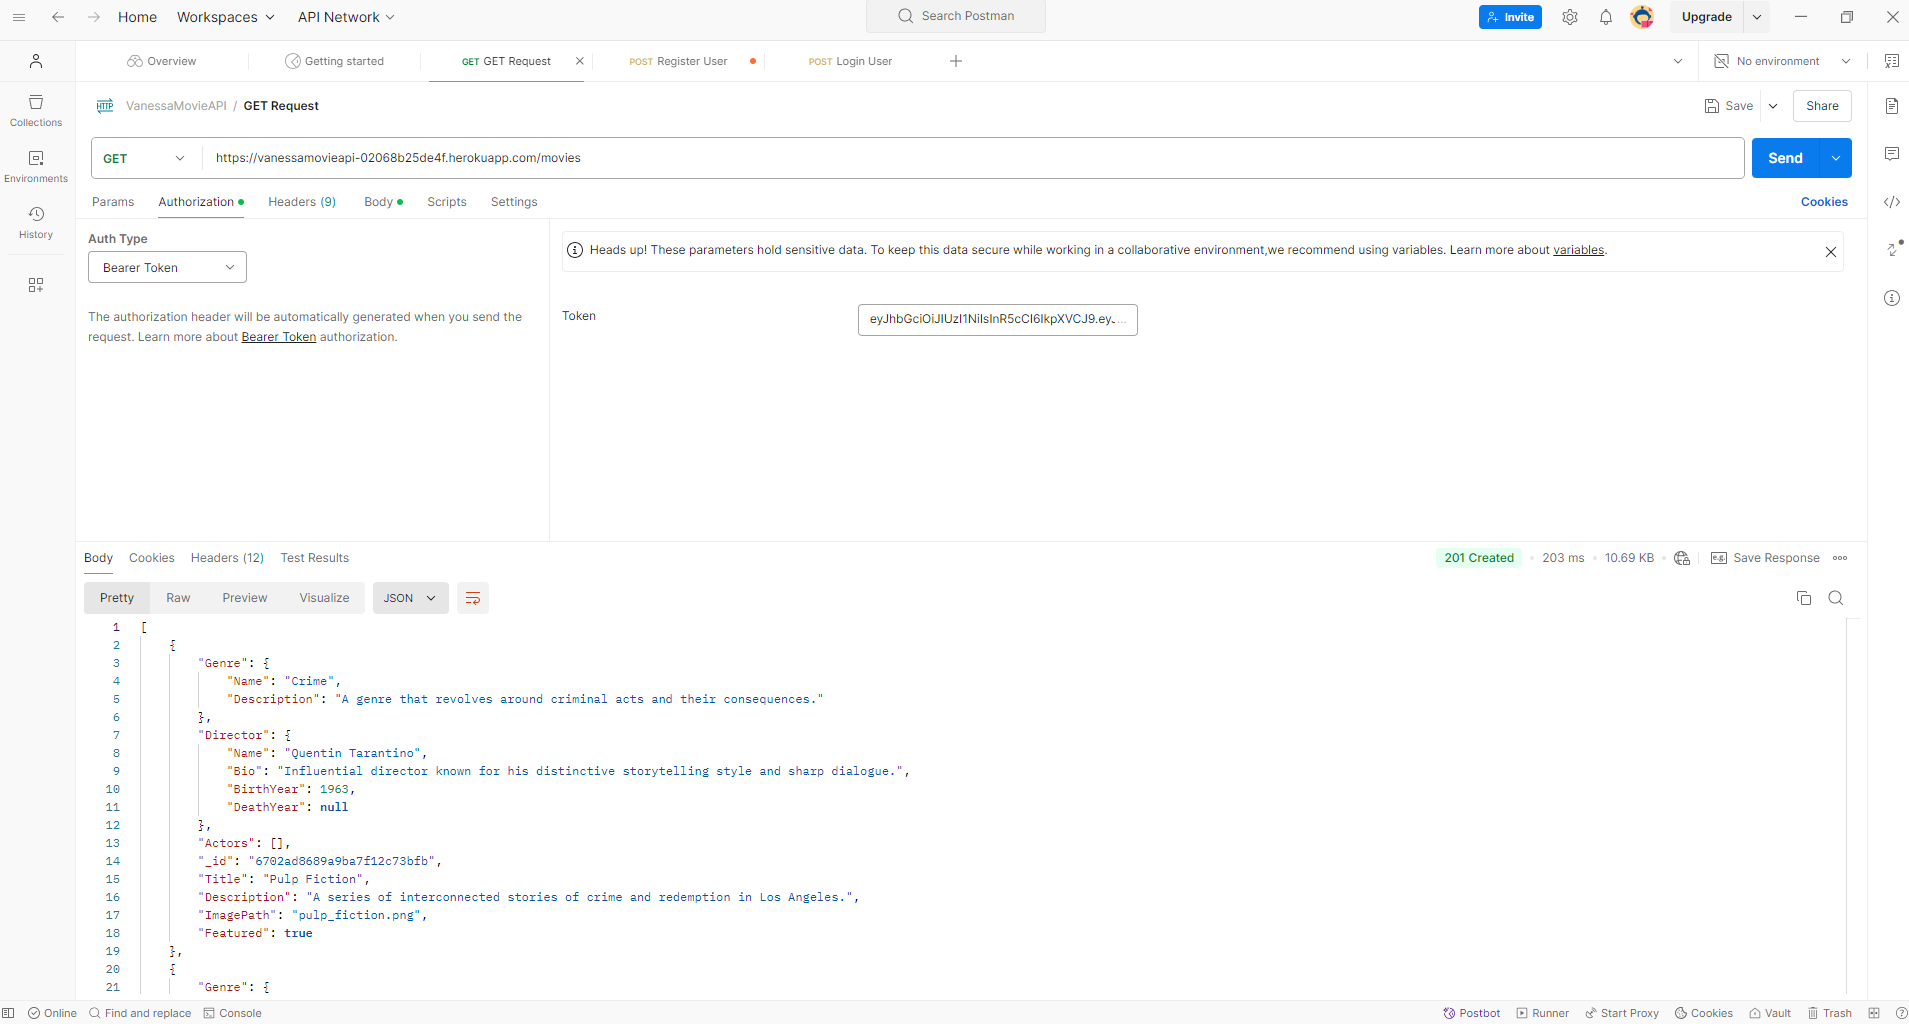 Home Workspaces API Network Search Postman Invite Upgrade
Overview Getting started GET GET Request POST Register User POST Login User No environment
HTTP VanessaMovieAPI / GET Request Save Share
Collections
GET https://vanessamovieapi-02068b25de4f.herokuapp.com/movies Send
Environments
Params Authorization Headers (9) Body Scripts Settings Cookies
History
Auth Type
Bearer Token
Heads up! These parameters hold sensitive data. To keep this data secure while working in a collaborative environment,we recommend using variables. Learn more about variables.
The authorization header will be automatically generated when you send the
request. Learn more about Bearer Token authorization.
Token
Body Cookies Headers (12) Test Results 201 Created 203 ms 10.69 KB e.g. Save Response
Pretty Raw Preview Visualize JSON
1 [
2 {
3 "Genre": {
4 "Name": "Crime",
5 "Description": "A genre that revolves around criminal acts and their consequences."
6 },
7 "Director": {
8 "Name": "Quentin Tarantino",
9 "Bio": "Influential director known for his distinctive storytelling style and sharp dialogue.",
10 "BirthYear": 1963,
11 "DeathYear": null
12 },
13 "Actors": [],
14 "_id": "6702ad8689a9ba7f12c73bfb",
15 "Title": "Pulp Fiction",
16 "Description": "A series of interconnected stories of crime and redemption in Los Angeles.",
17 "ImagePath": "pulp_fiction.png",
18 "Featured": true
19 },
20 {
21 "Genre": {
Online Find and replace Console Postbot Runner Start Proxy Cookies Vault Trash